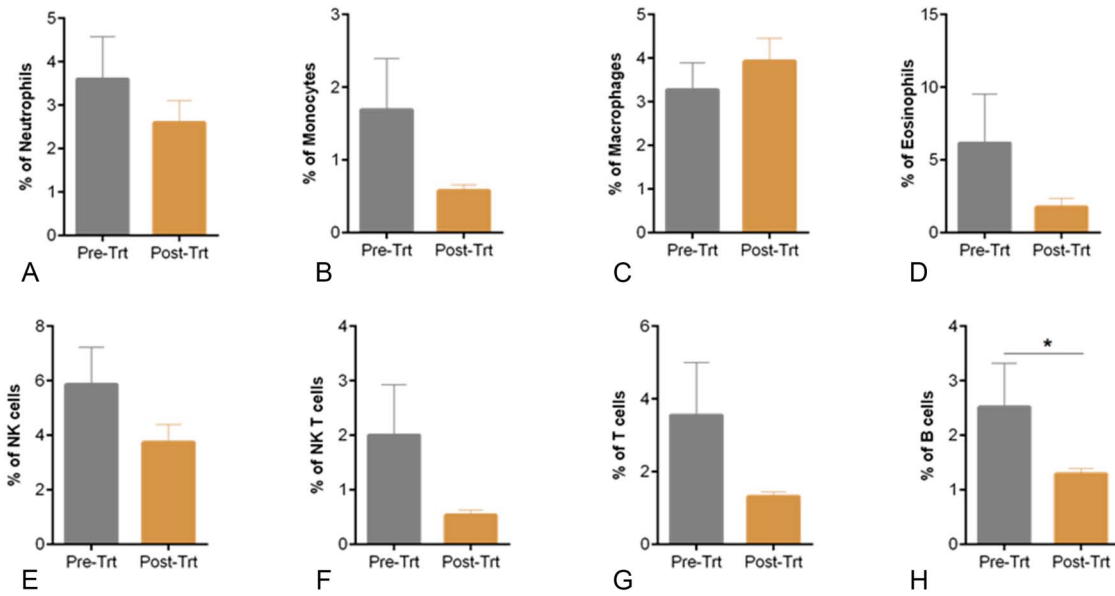 % of Neutrophils
5
4
3
2
1
0
Pre-Trt Post-Trt
A
% of Monocytes
3
2
1
0
Pre-Trt Post-Trt
B
% of Macrophages
5
4
3
2
1
0
Pre-Trt Post-Trt
C
% of Eosinophils
15
10
5
0
Pre-Trt Post-Trt
D
% of NK cells
8
6
4
2
0
Pre-Trt Post-Trt
E
% of NK T cells
4
3
2
1
0
Pre-Trt Post-Trt
F
% of T cells
6
4
2
0
Pre-Trt Post-Trt
G
% of B cells
4
3
2
1
0
*
Pre-Trt Post-Trt
H